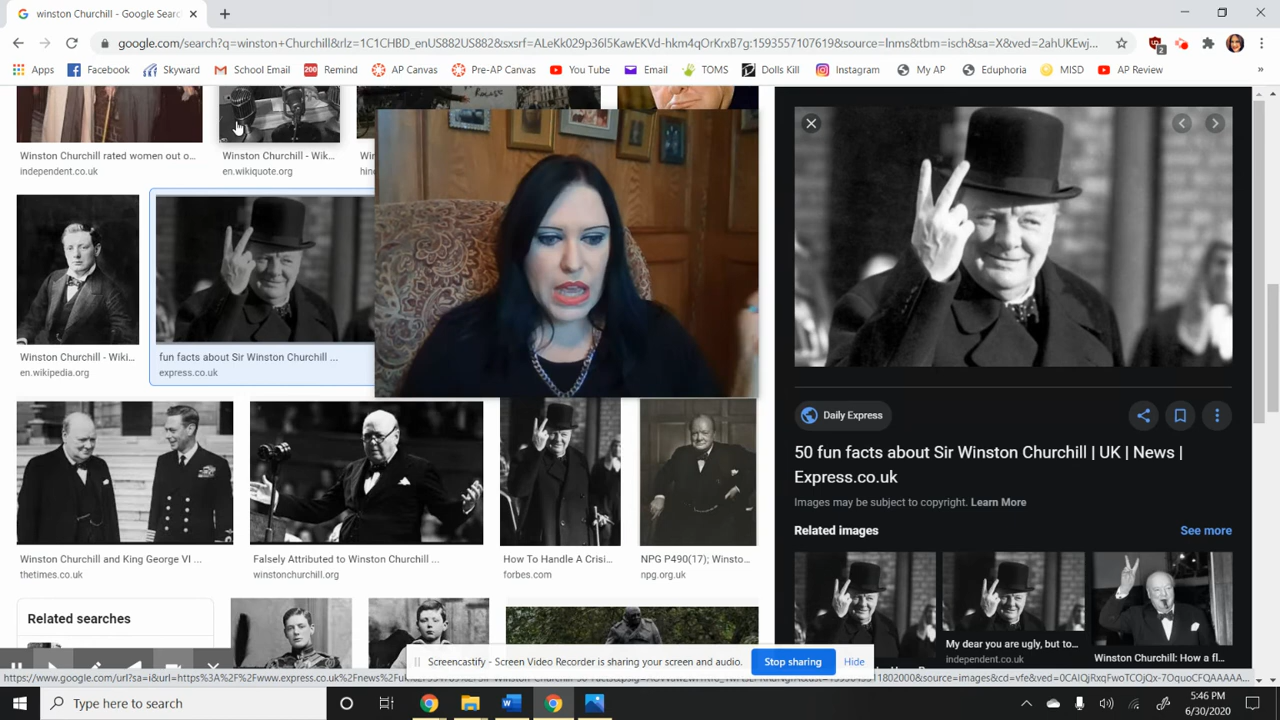 winston Churchill - Google Searc
google.com/search?q=winston+Churchill&rlz=1C1CHBD_enUS882US882&sxsrf=ALeKk029p36l5KawEKVd-hkm4qOrKrxB7g:1593557107619&source=lnms&tbm=isch&sa=X&ved=2ahUKEwj...
Apps Facebook Skyward School Email Remind AP Canvas Pre-AP Canvas You Tube Email TOMS Dolls Kill Instagram My AP Eduphoria MISD AP Review »
Winston Churchill rated women out o...
independent.co.uk
Winston Churchill - Wik...
en.wikiquote.org
Winston Churchill - Wiki...
en.wikipedia.org
fun facts about Sir Winston Churchill ...
express.co.uk
Winston Churchill and King George VI ...
thetimes.co.uk
Falsely Attributed to Winston Churchill ...
winstonchurchill.org
How To Handle A Crisi...
forbes.com
NPG P490(17); Winsto...
npg.org.uk
Related searches
Daily Express
50 fun facts about Sir Winston Churchill | UK | News |
Express.co.uk
Images may be subject to copyright. Learn More
Related images
See more
My dear you are ugly, but to...
independent.co.uk
Winston Churchill: How a fl...
Screencastify - Screen Video Recorder is sharing your screen and audio.
Stop sharing
Hide
Type here to search
5:46 PM
6/30/2020